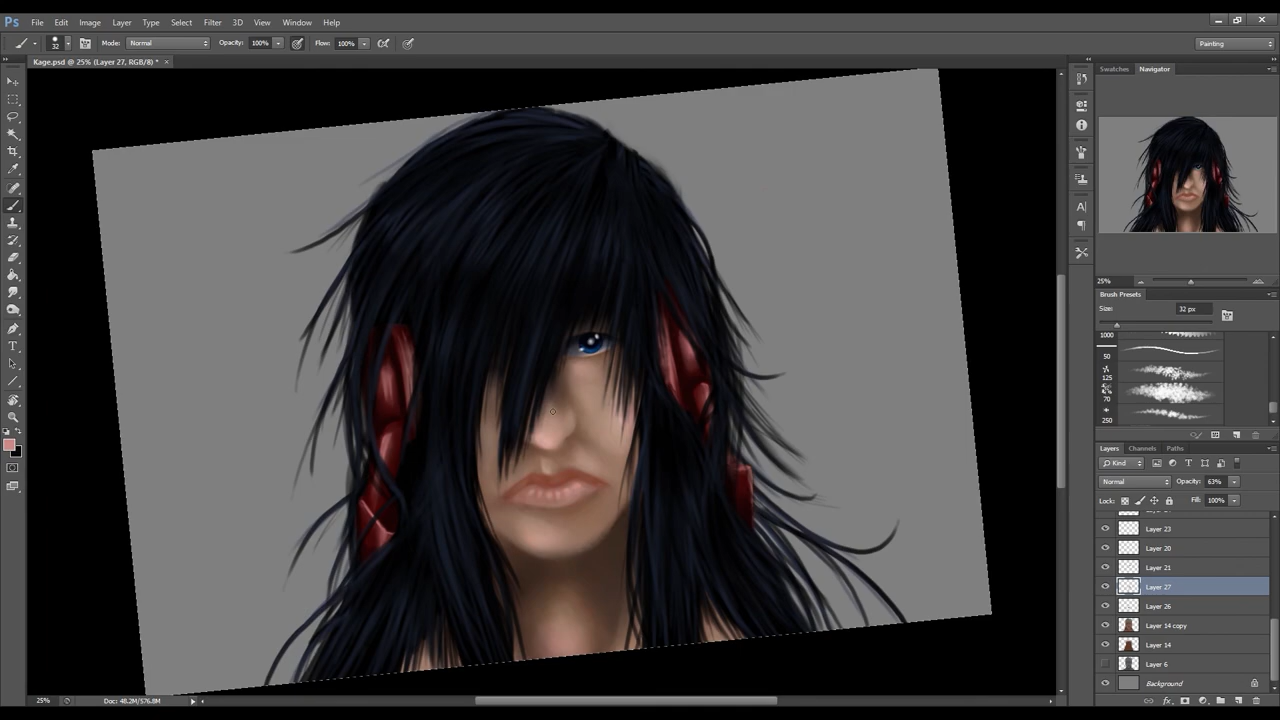 Ps File Edit Image Layer Type Select Filter 3D View Window Help
32 Mode: Normal Opacity: 100% Flow: 100% Painting
Kage.psd @ 25% (Layer 27, RGB/8) * ×
Swatches Navigator
25%
Brush Presets
Size: 32 px
1000
50
125
70
250
Layers Channels Paths
Kind
Normal Opacity: 63%
Lock: Fill: 100%
Layer 23
Layer 20
Layer 21
Layer 27
Layer 26
Layer 14 copy
Layer 14
Layer 6
Background
25% Doc: 48.2M/576.8M